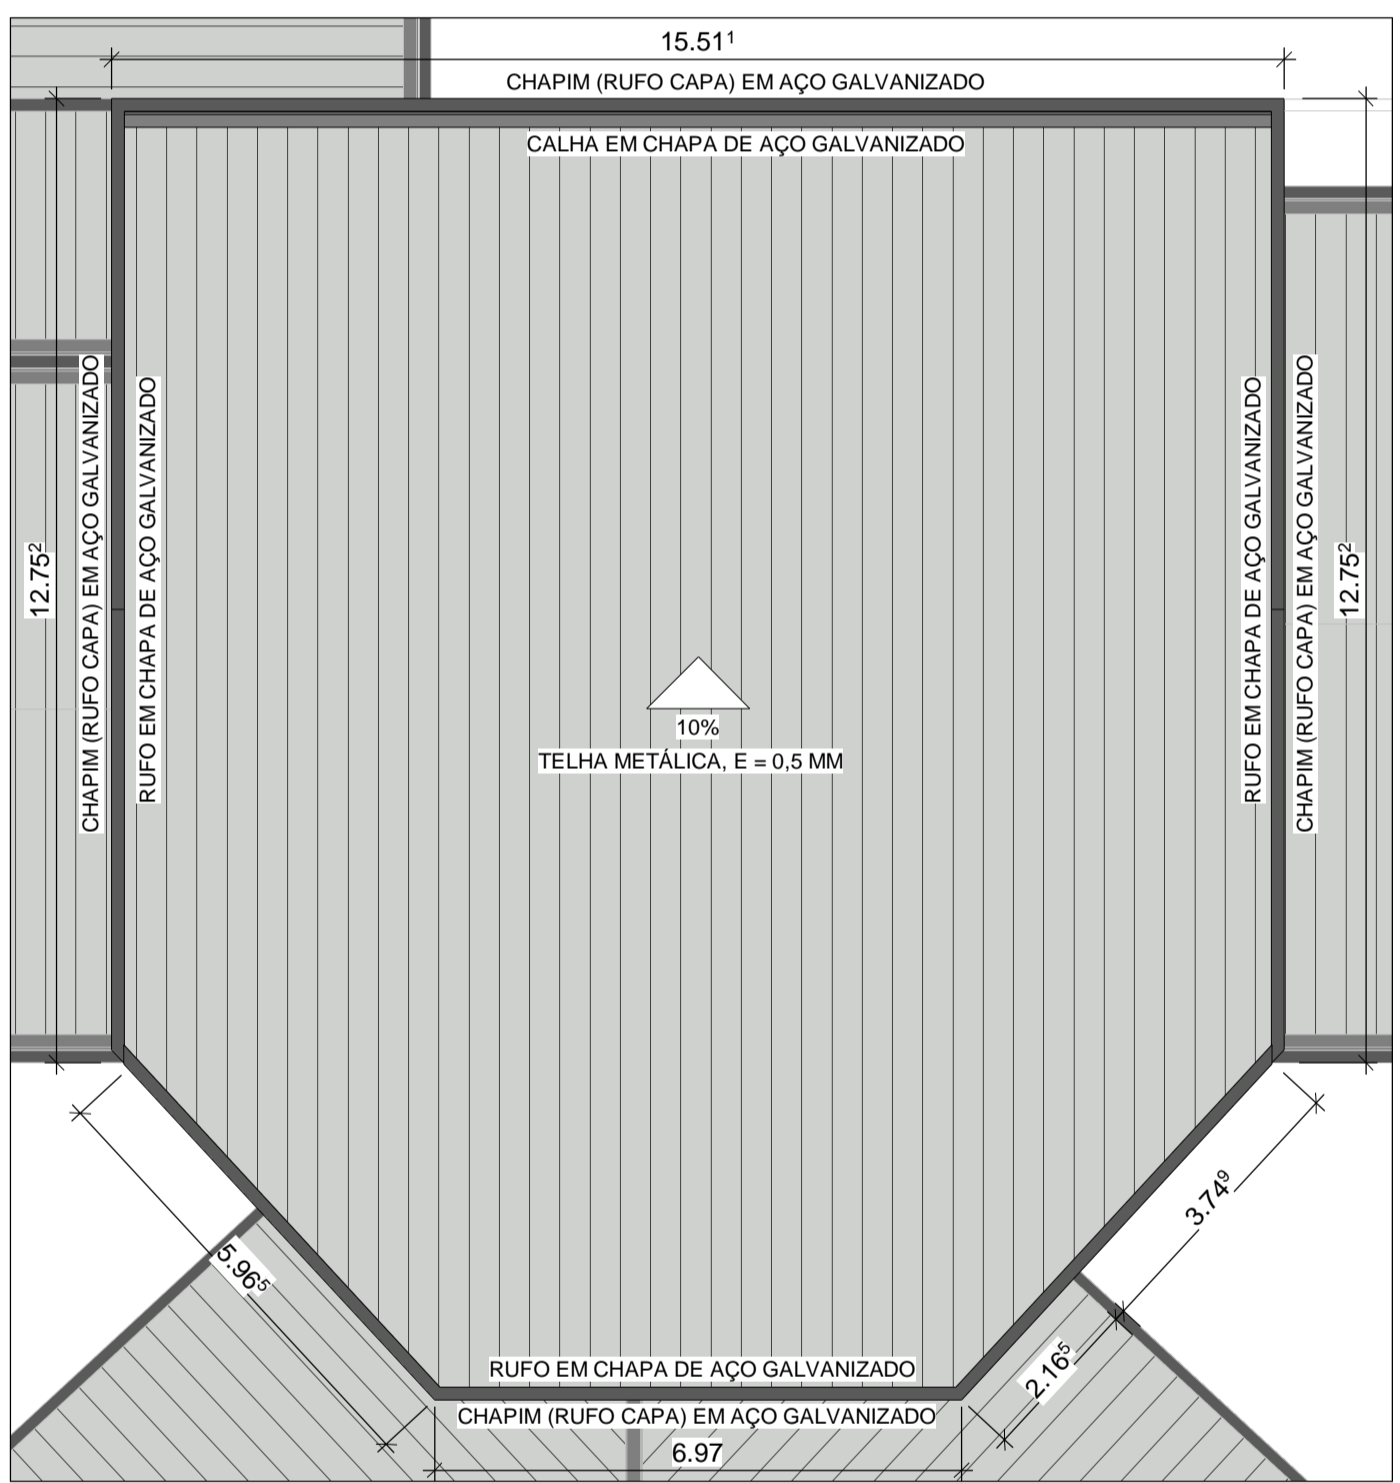 15.51¹
CHAPIM (RUFO CAPA) EM AÇO GALVANIZADO
CALHA EM CHAPA DE AÇO GALVANIZADO
12.75²
CHAPIM (RUFO CAPA) EM AÇO GALVANIZADO
RUFO EM CHAPA DE AÇO GALVANIZADO
RUFO EM CHAPA DE AÇO GALVANIZADO
CHAPIM (RUFO CAPA) EM AÇO GALVANIZADO
12.75²
10%
TELHA METÁLICA, E = 0,5 MM
5.96⁵
3.74⁹
2.16⁵
RUFO EM CHAPA DE AÇO GALVANIZADO
CHAPIM (RUFO CAPA) EM AÇO GALVANIZADO
6.97